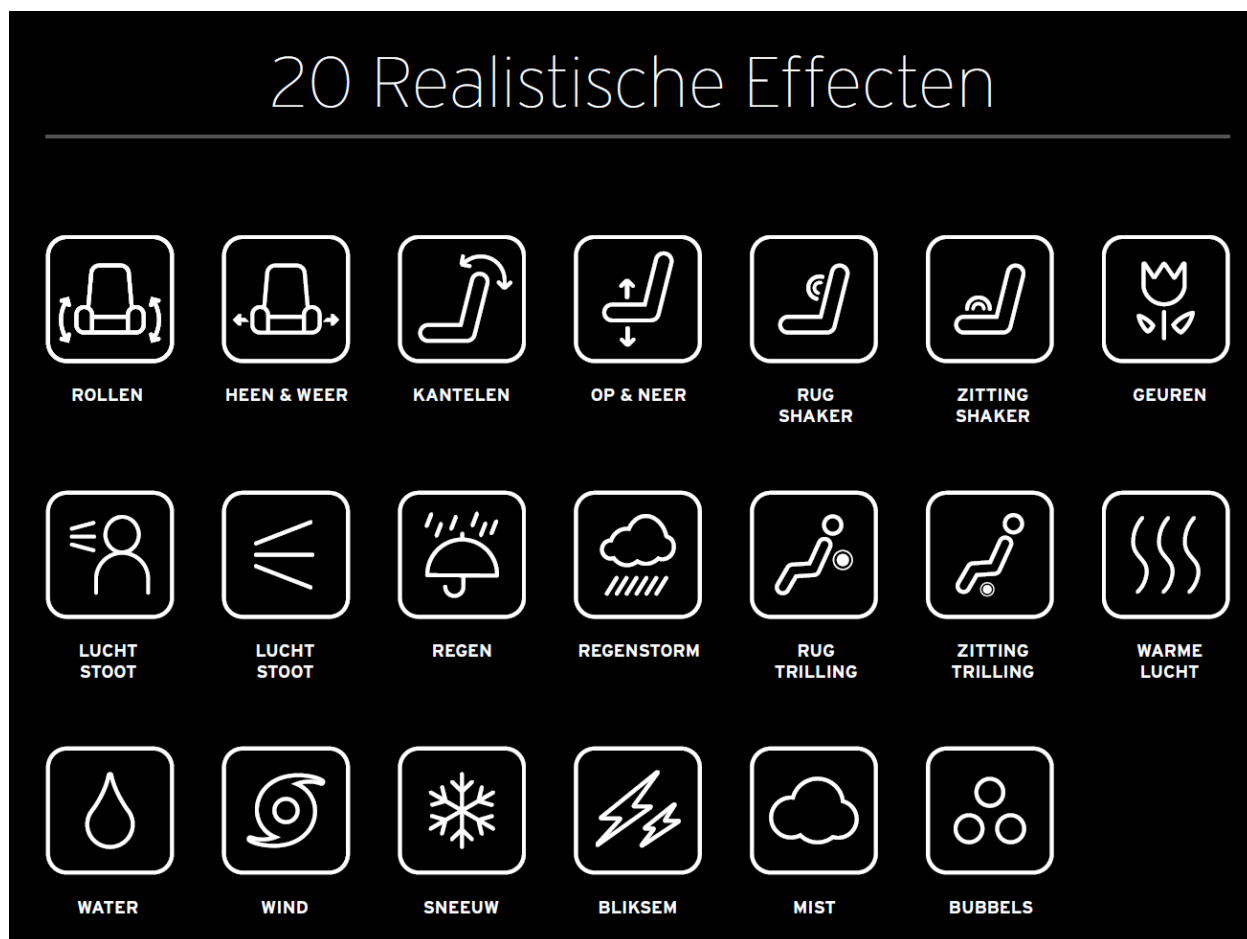 20 Realistische Effecten
ROLLEN
HEEN & WEER
KANTELEN
OP & NEER
RUG
SHAKER
ZITTING
SHAKER
GEUREN
LUCHT
STOOT
LUCHT
STOOT
REGEN
REGENSTORM
RUG
TRILLING
ZITTING
TRILLING
WARME
LUCHT
WATER
WIND
SNEEUW
BLIKSEM
MIST
BUBBELS